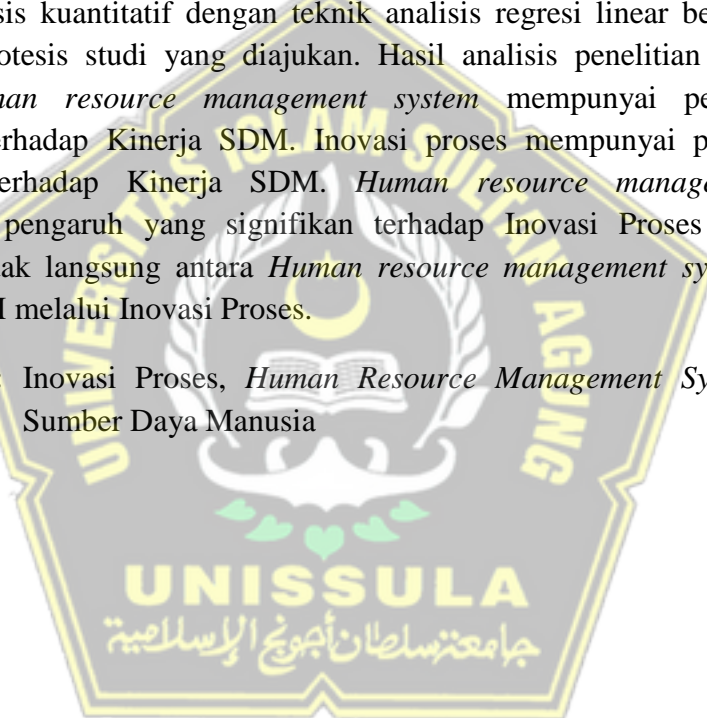 sis kuantitatif dengan teknik analisis regresi linear be
otesis studi yang diajukan. Hasil analisis penelitian
man resource management system mempunyai pe
erhadap Kinerja SDM. Inovasi proses mempunyai p
erhadap Kinerja SDM. Human resource manage
pengaruh yang signifikan terhadap Inovasi Proses
lak langsung antara Human resource management sy
I melalui Inovasi Proses.
: Inovasi Proses, Human Resource Management Sy
Sumber Daya Manusia
UNIVERSITAS ISLAM SULTAN AGUNG
UNISSULA
جامعة سلطان أجونج الإسلامية